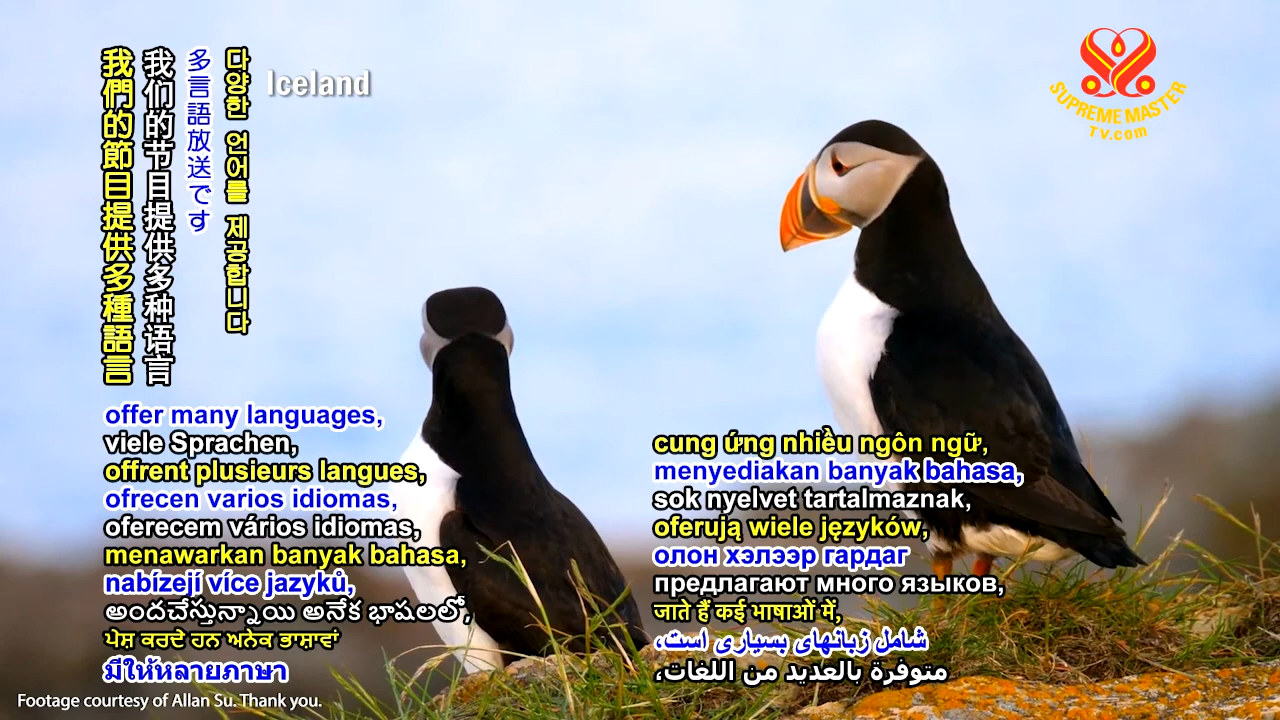 我們的節目提供多種語言
我们的节目提供多种语言
多言語放送です
다양한 언어를 제공합니다
Iceland
SUPREME MASTER
TV.com
offer many languages,
viele Sprachen,
offrent plusieurs langues,
ofrecen varios idiomas,
oferecem vários idiomas,
menawarkan banyak bahasa,
nabízejí více jazyků,
అందచేస్తున్నాయి అనేక భాషలలో,
ਪੇਸ਼ ਕਰਦੇ ਹਨ ਅਨੇਕ ਭਾਸ਼ਾਵਾਂ
มีให้หลายภาษา
cung ứng nhiều ngôn ngữ,
menyediakan banyak bahasa,
sok nyelvet tartalmaznak,
oferują wiele języków,
олон хэлээр гардаг
предлагают много языков,
जाते हैं कई भाषाओं में,
شامل زبانهای بسیاری است،
متوفرة بالعديد من اللغات،
Footage courtesy of Allan Su. Thank you.